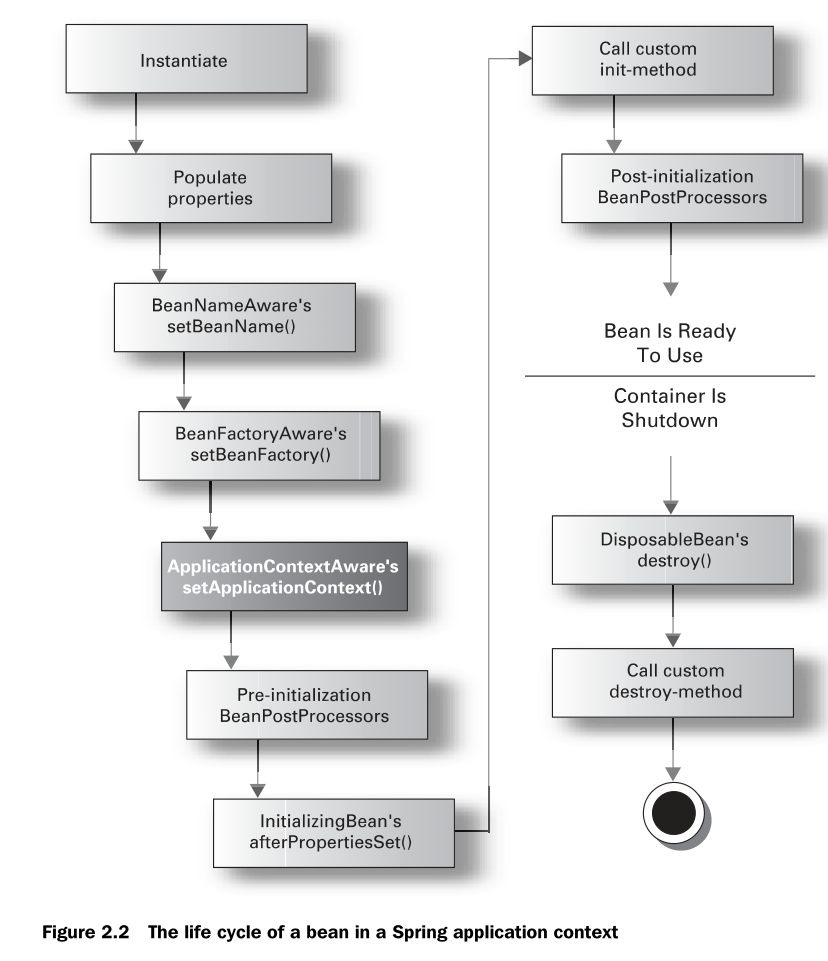 Instantiate
Populate
properties
BeanNameAware's
setBeanName()
BeanFactoryAware's
setBeanFactory()
ApplicationContextAware's
setApplicationContext()
Pre-initialization
BeanPostProcessors
InitializingBean's
afterPropertiesSet()
Call custom
init-method
Post-initialization
BeanPostProcessors
Bean Is Ready
To Use
Container Is
Shutdown
DisposableBean's
destroy()
Call custom
destroy-method
Figure 2.2 The life cycle of a bean in a Spring application context